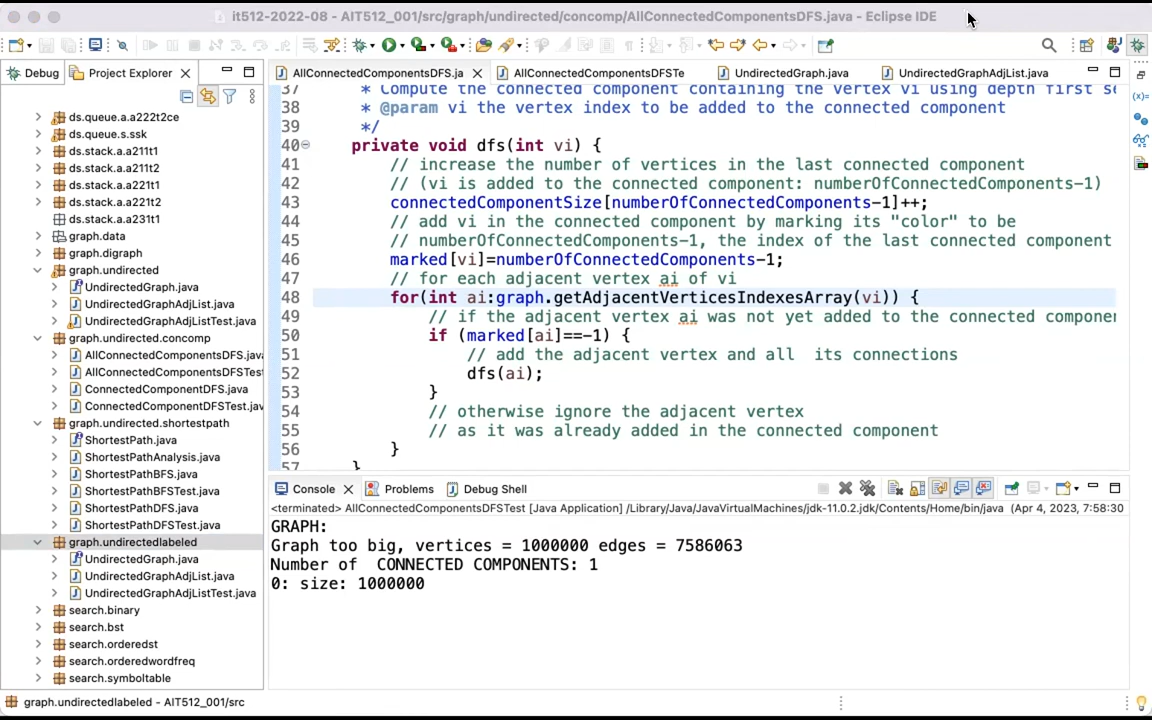 it512-2022-08 - AIT512_001/src/graph/undirected/concomp/AllConnectedComponentsDFS.java - Eclipse IDE
Debug
Project Explorer
AllConnectedComponentsDFS.ja
AllConnectedComponentsDFSTe
UndirectedGraph.java
UndirectedGraphAdjList.java
ds.queue.a.a222t2ce
ds.queue.s.ssk
ds.stack.a.a211t1
ds.stack.a.a211t2
ds.stack.a.a221t1
ds.stack.a.a221t2
ds.stack.a.a231t1
graph.data
graph.digraph
graph.undirected
UndirectedGraph.java
UndirectedGraphAdjList.java
UndirectedGraphAdjListTest.java
graph.undirected.concomp
AllConnectedComponentsDFS.java
AllConnectedComponentsDFSTest
ConnectedComponentDFS.java
ConnectedComponentDFSTest.java
graph.undirected.shortestpath
ShortestPath.java
ShortestPathAnalysis.java
ShortestPathBFS.java
ShortestPathBFSTest.java
ShortestPathDFS.java
ShortestPathDFSTest.java
graph.undirectedlabeled
UndirectedGraph.java
UndirectedGraphAdjList.java
UndirectedGraphAdjListTest.java
search.binary
search.bst
search.orderedst
search.orderedwordfreq
search.symboltable
37 * Compute the connected component containing the vertex vi using depth first se
38 * @param vi the vertex index to be added to the connected component
39 */
40 private void dfs(int vi) {
41 // increase the number of vertices in the last connected component
42 // (vi is added to the connected component: numberOfConnectedComponents-1)
43 connectedComponentSize[numberOfConnectedComponents-1]++;
44 // add vi in the connected component by marking its "color" to be
45 // numberOfConnectedComponents-1, the index of the last connected component
46 marked[vi]=numberOfConnectedComponents-1;
47 // for each adjacent vertex ai of vi
48 for(int ai:graph.getAdjacentVerticesIndexesArray(vi)) {
49 // if the adjacent vertex ai was not yet added to the connected componen
50 if (marked[ai]==-1) {
51 // add the adjacent vertex and all  its connections
52 dfs(ai);
53 }
54 // otherwise ignore the adjacent vertex
55 // as it was already added in the connected component
56 }
57 }
Console
Problems
Debug Shell
<terminated> AllConnectedComponentsDFSTest [Java Application] /Library/Java/JavaVirtualMachines/jdk-11.0.2.jdk/Contents/Home/bin/java (Apr 4, 2023, 7:58:30
GRAPH:
Graph too big, vertices = 1000000 edges = 7586063
Number of  CONNECTED COMPONENTS: 1
0: size: 1000000
graph.undirectedlabeled - AIT512_001/src